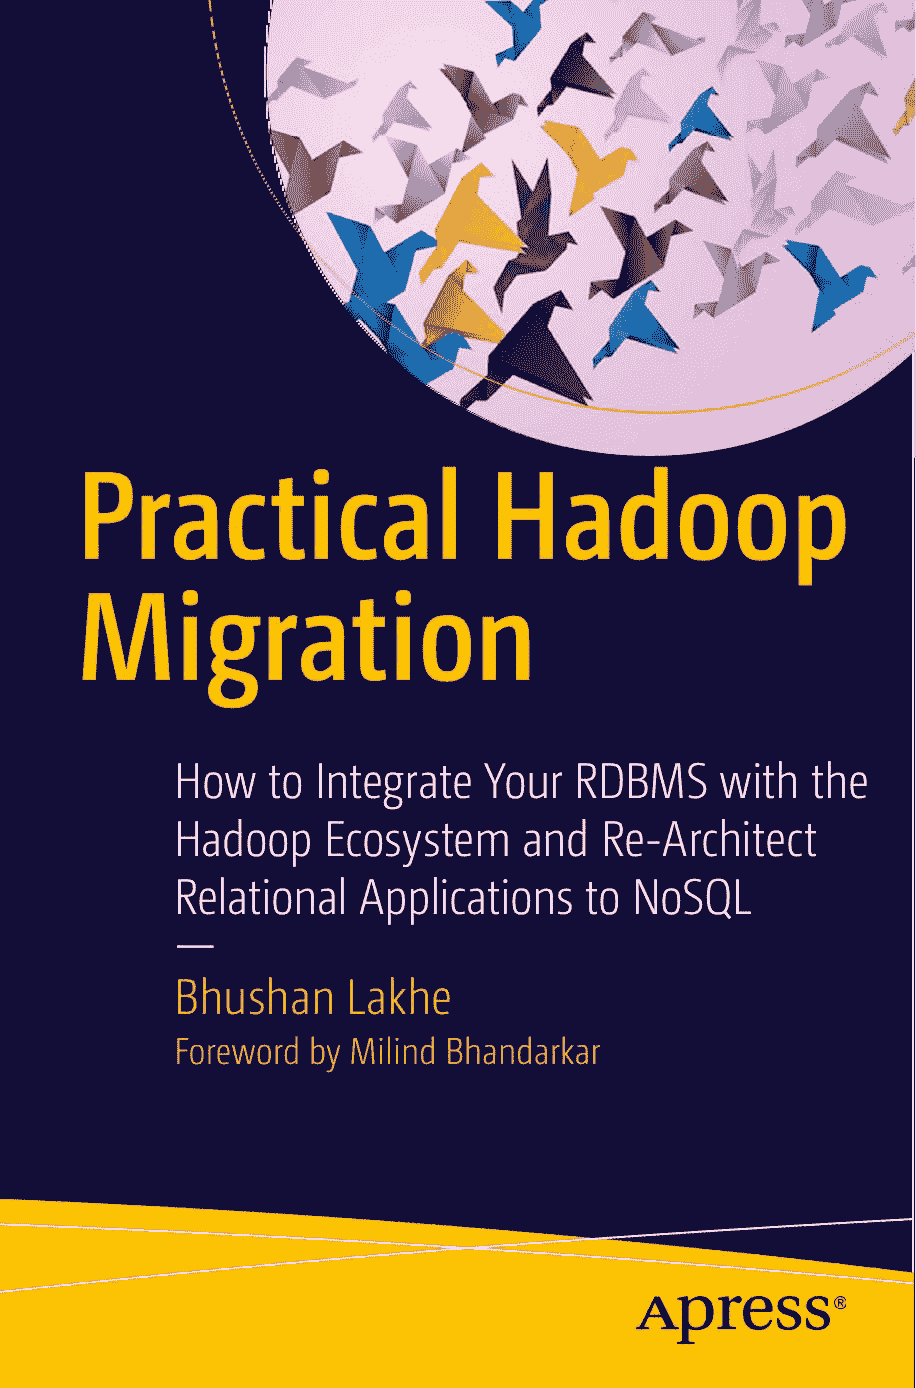 Practical Hadoop
Migration
How to Integrate Your RDBMS with the
Hadoop Ecosystem and Re-Architect
Relational Applications to NoSQL
—
Bhushan Lakhe
Foreword by Milind Bhandarkar
Apress®